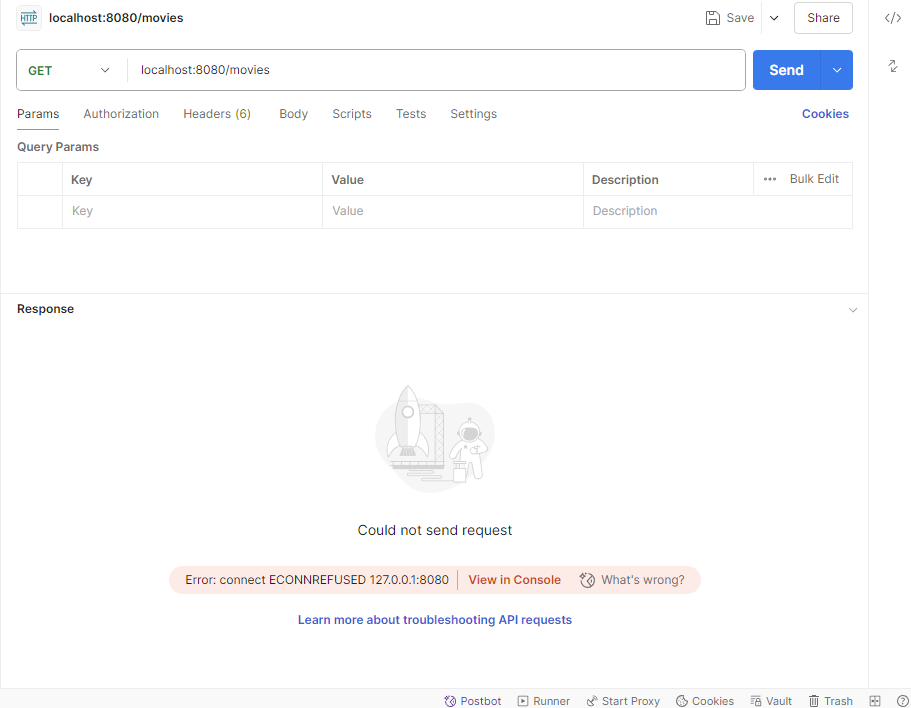 HTTP localhost:8080/movies Save Share </>
GET localhost:8080/movies Send
Params Authorization Headers (6) Body Scripts Tests Settings Cookies
Query Params
Key Value Description ••• Bulk Edit
Key Value Description
Response
Could not send request
Error: connect ECONNREFUSED 127.0.0.1:8080 View in Console What's wrong?
Learn more about troubleshooting API requests
Postbot Runner Start Proxy Cookies Vault Trash